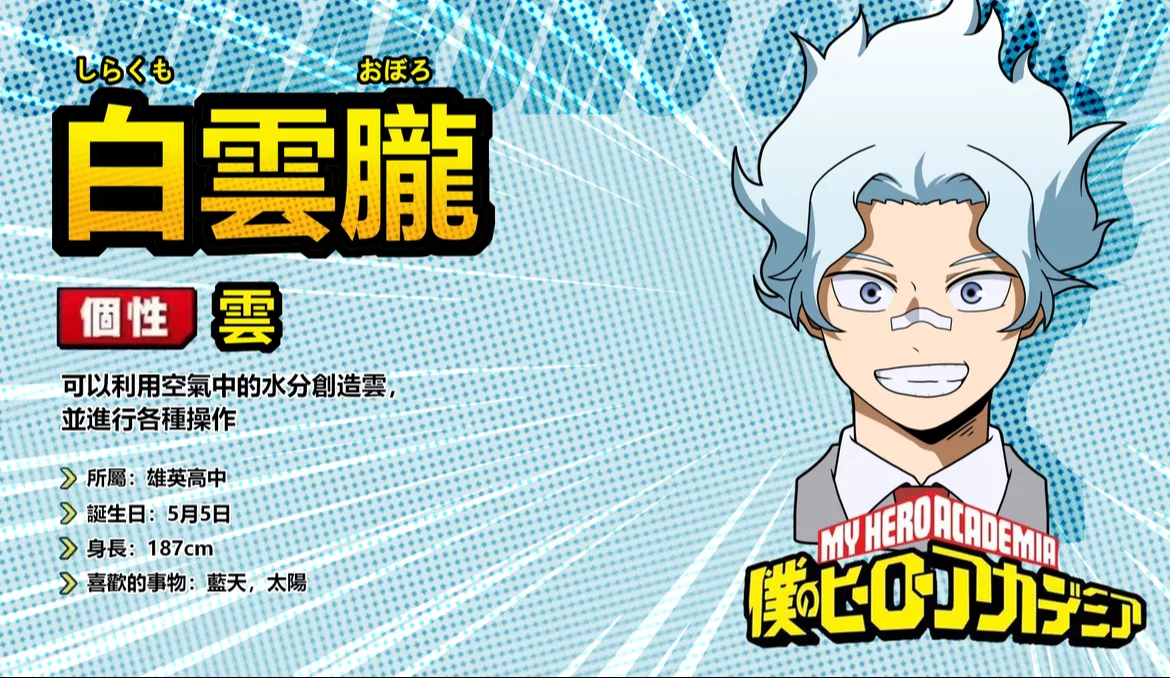 SHIRAKUMO OBORO
しらくも おぼろ
白雲朧
個性 雲
可以利用空氣中的水分創造雲，
並進行各種操作
所屬：雄英高中
誕生日：5月5日
身長：187cm
喜歡的事物：藍天，太陽
MY HERO ACADEMIA
僕のヒーローアカデミア